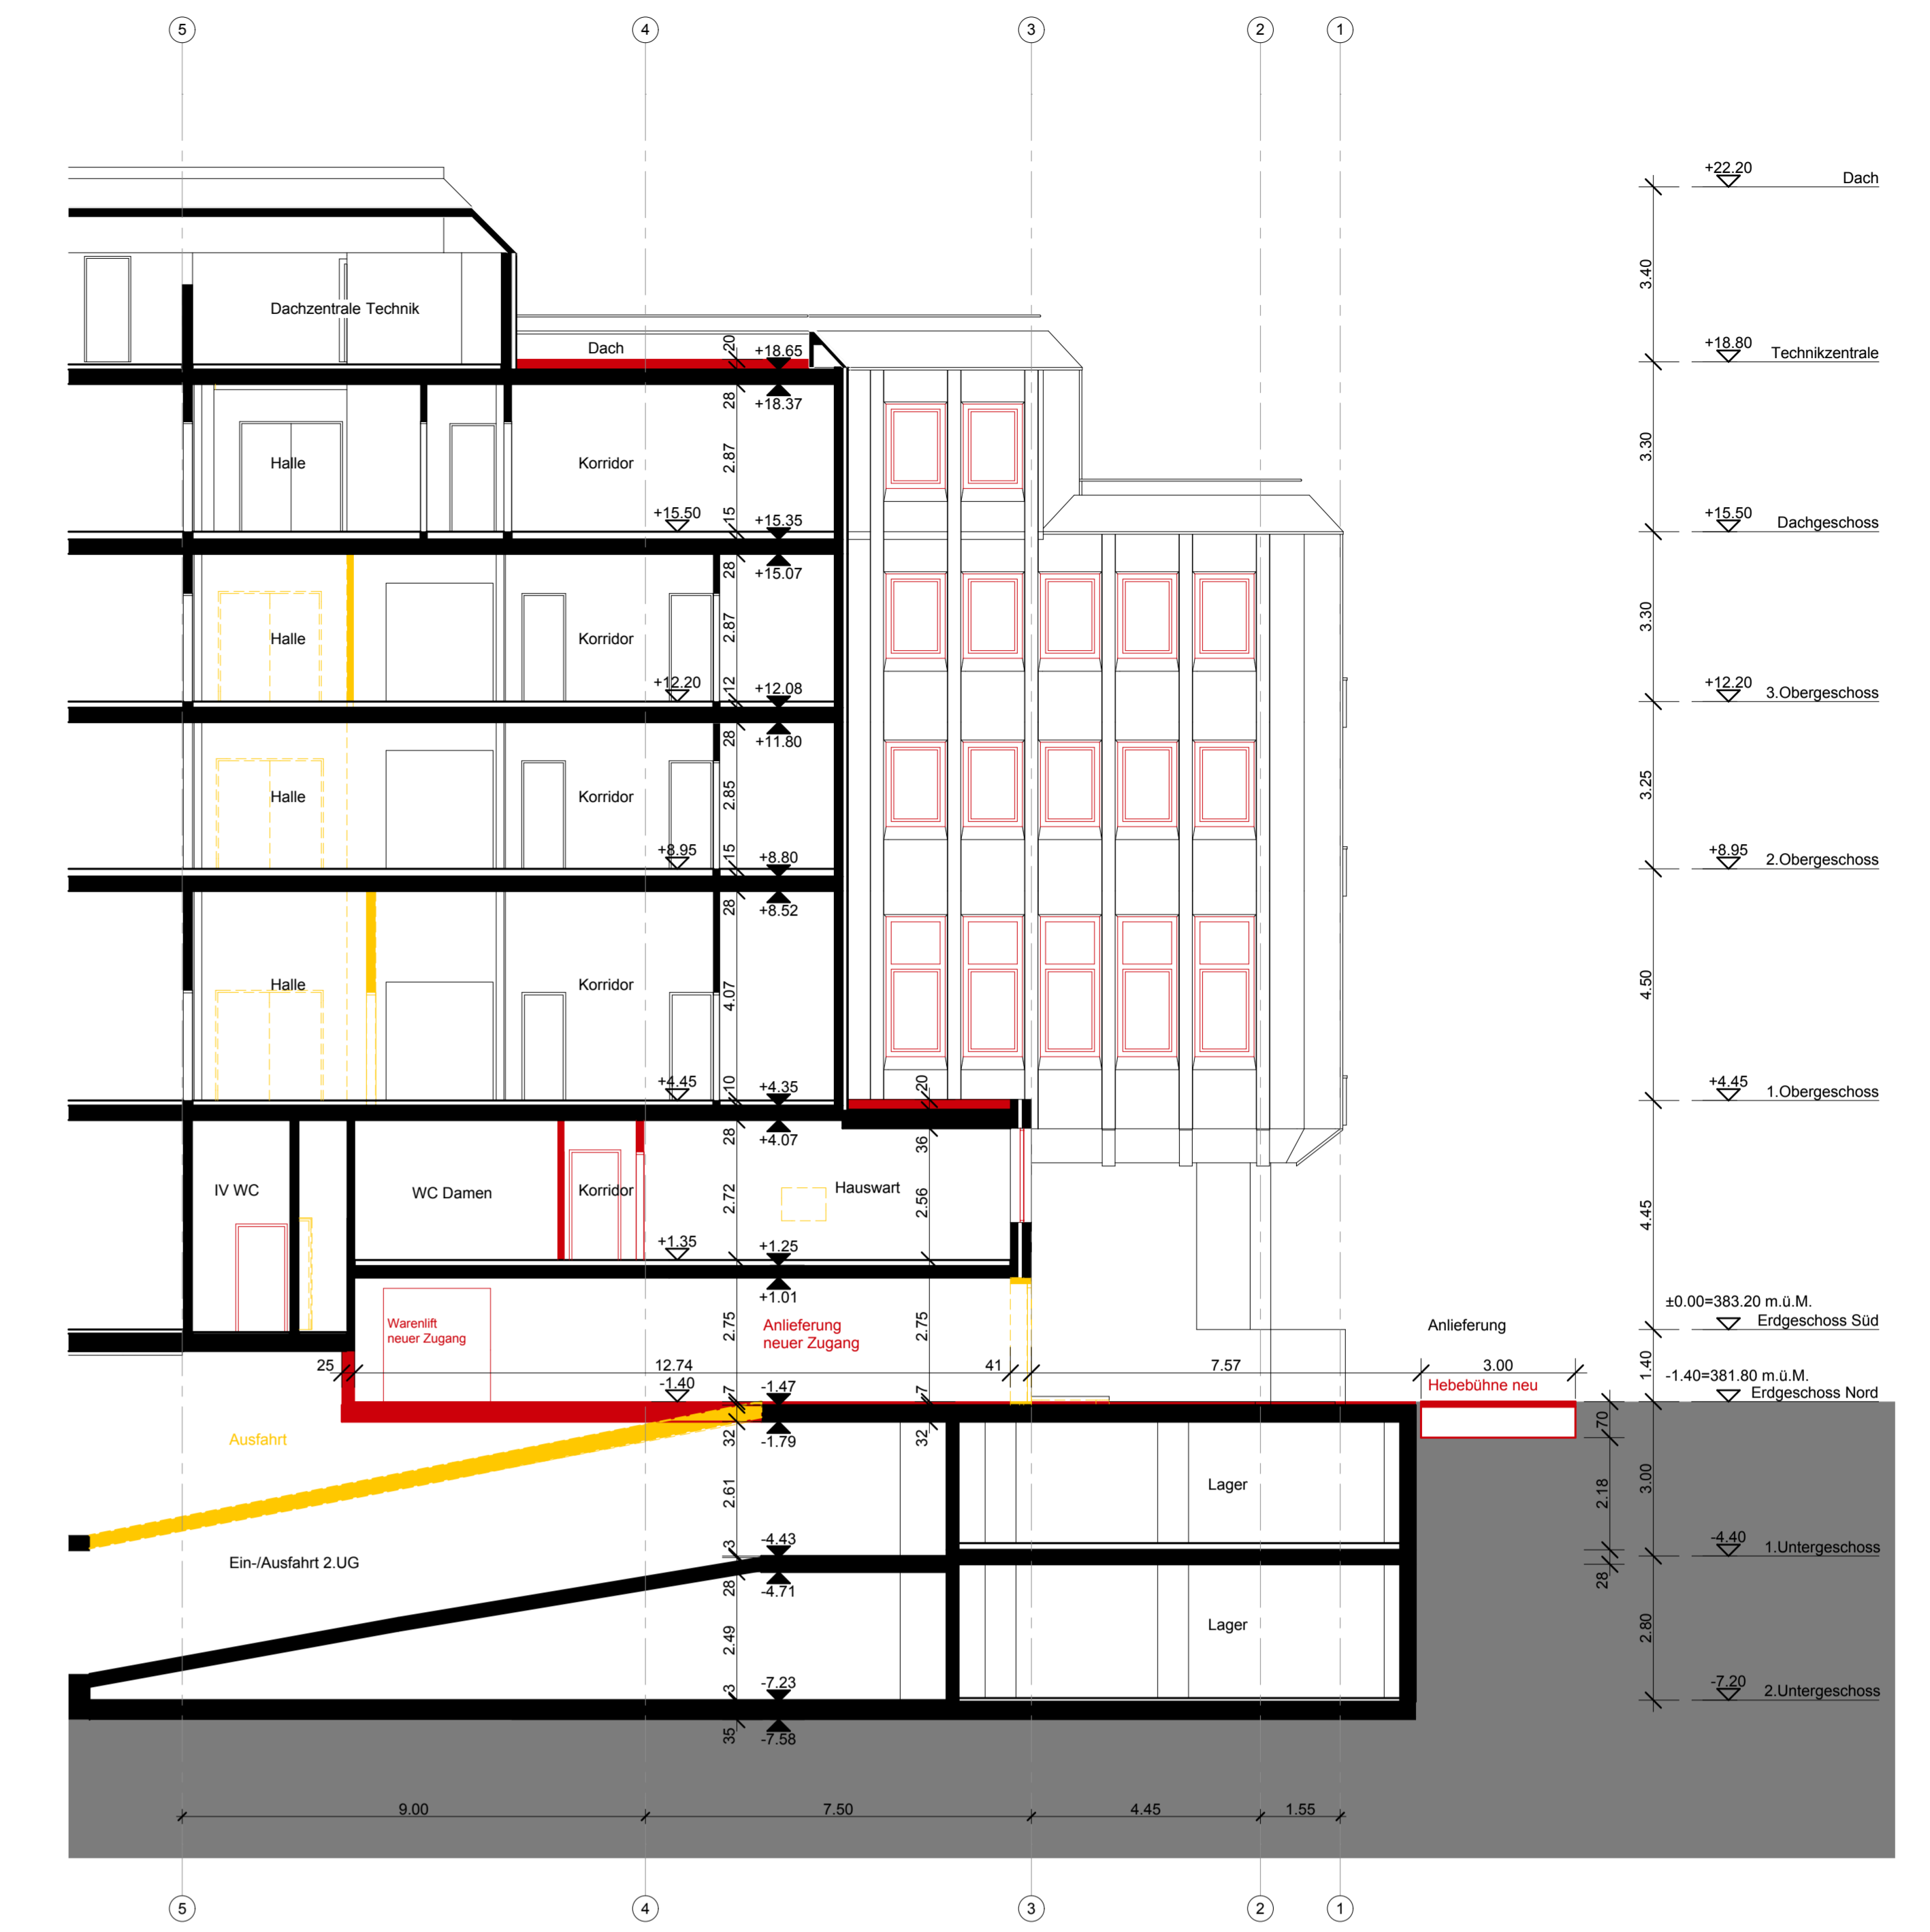 5
4
3
2
1
+22.20
Dach
3.40
Dachzentrale Technik
Dach
20
+18.65
+18.80
Technikzentrale
28
+18.37
Halle
Korridor
2.87
3.30
+15.50
15
+15.35
+15.50
Dachgeschoss
28
+15.07
Halle
Korridor
2.87
3.30
+12.20
12
+12.08
+12.20
3.Obergeschoss
28
+11.80
Halle
Korridor
2.85
3.25
+8.95
15
+8.80
+8.95
2.Obergeschoss
28
+8.52
Halle
Korridor
4.07
4.50
+4.45
10
+4.35
20
+4.45
1.Obergeschoss
28
+4.07
36
IV WC
WC Damen
Korridor
2.72
Hauswart
2.56
4.45
+1.35
+1.25
+1.01
±0.00=383.20 m.ü.M.
Erdgeschoss Süd
Warenlift
neuer Zugang
2.75
Anlieferung
neuer Zugang
2.75
Anlieferung
25
12.74
41
7.57
3.00
1.40
-1.40
7
-1.47
7
Hebebühne neu
-1.40=381.80 m.ü.M.
Erdgeschoss Nord
Ausfahrt
32
-1.79
32
70
Lager
2.61
2.18
3.00
Ein-/Ausfahrt 2.UG
3
-4.43
-4.40
1.Untergeschoss
28
-4.71
28
Lager
2.49
2.80
3
-7.23
-7.20
2.Untergeschoss
35
-7.58
9.00
7.50
4.45
1.55
5
4
3
2
1